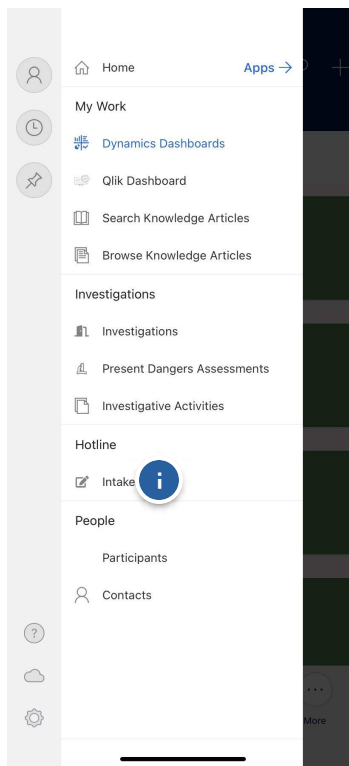 Home
Apps →
My Work
Dynamics Dashboards
Qlik Dashboard
Search Knowledge Articles
Browse Knowledge Articles
Investigations
Investigations
Present Dangers Assessments
Investigative Activities
Hotline
Intake
i
People
Participants
Contacts
?
More